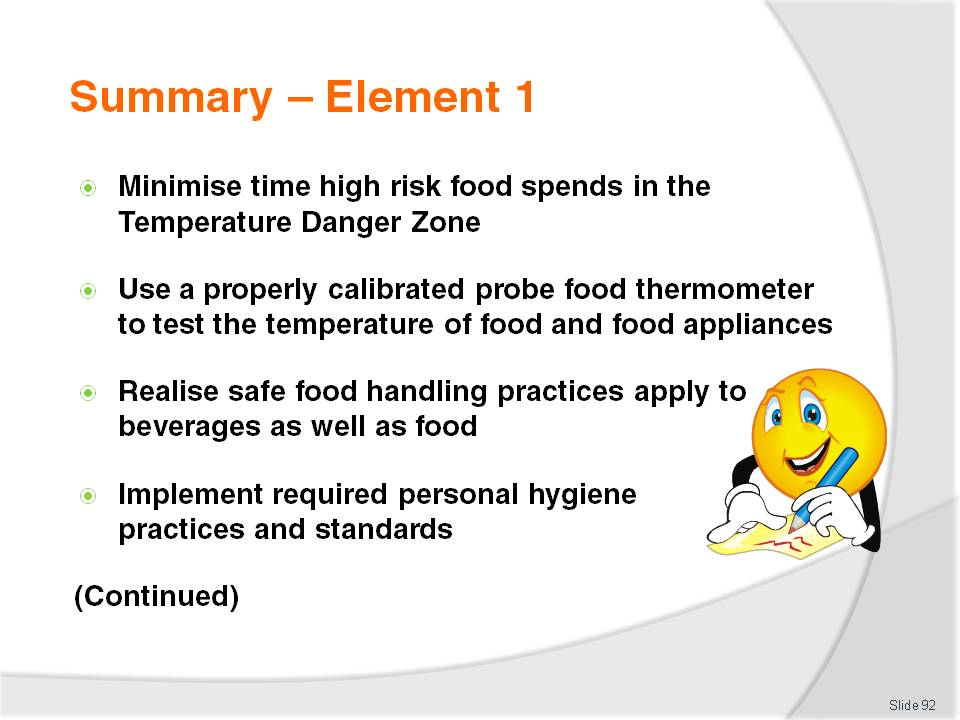 Summary – Element 1
Minimise time high risk food spends in the
Temperature Danger Zone
Use a properly calibrated probe food thermometer
to test the temperature of food and food appliances
Realise safe food handling practices apply to
beverages as well as food
Implement required personal hygiene
practices and standards
(Continued)
Slide 92